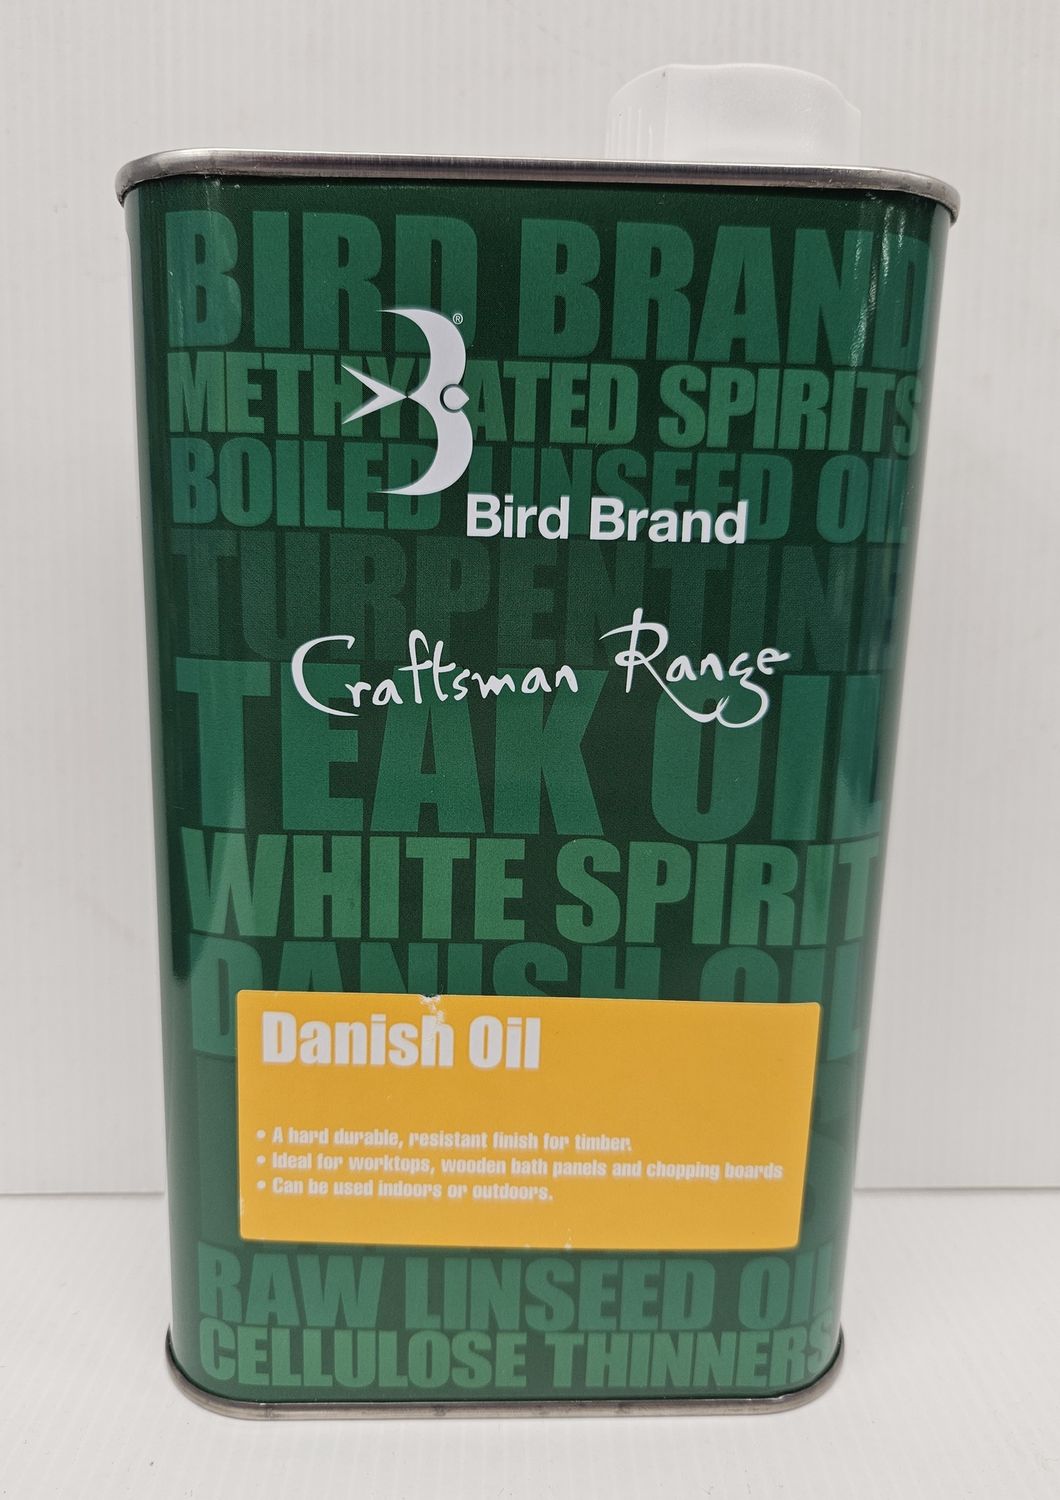 BIRD BRAND
METHYLATED SPIRITS
BOILED LINSEED OIL
®
Bird Brand
TURPENTINE
Craftsman Range
TEAK OIL
WHITE SPIRIT
DANISH OIL
Danish Oil
• A hard durable, resistant finish for timber.
• Ideal for worktops, wooden bath panels and chopping boards
• Can be used indoors or outdoors.
RAW LINSEED OIL
CELLULOSE THINNERS